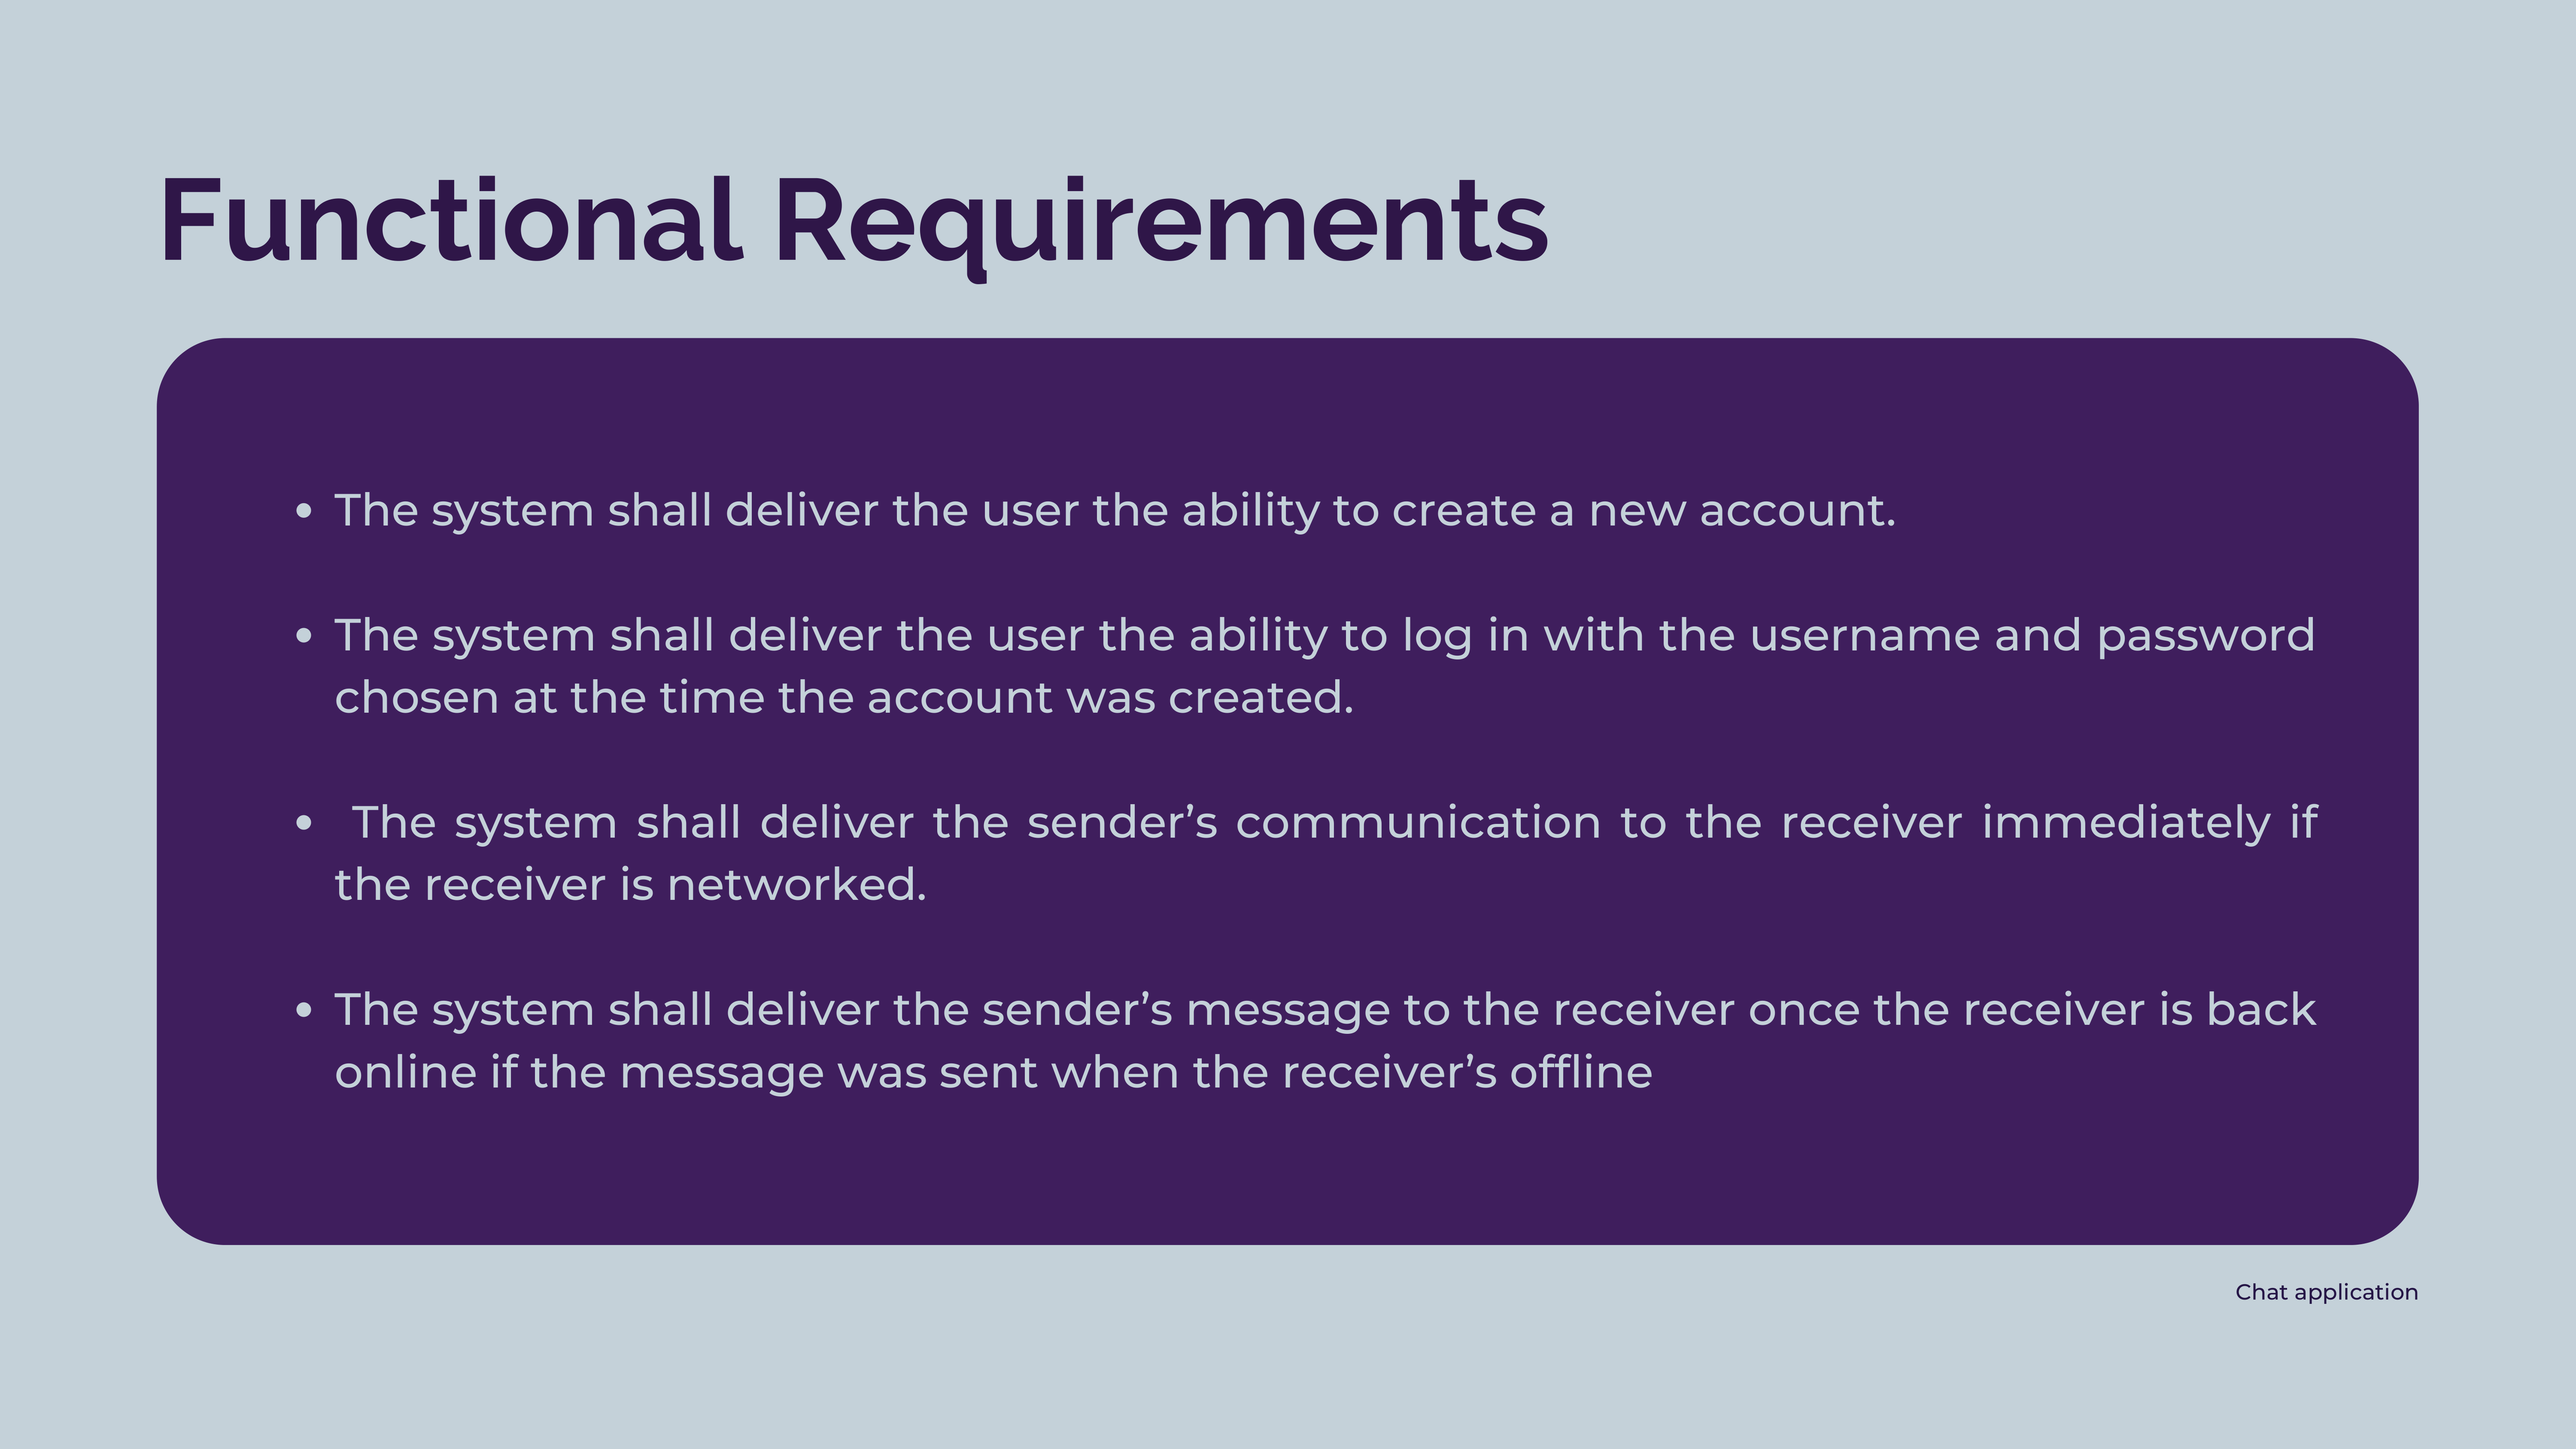 Functional Requirements
• The system shall deliver the user the ability to create a new account.
• The system shall deliver the user the ability to log in with the username and password
chosen at the time the account was created.
• The system shall deliver the sender’s communication to the receiver immediately if
the receiver is networked.
• The system shall deliver the sender’s message to the receiver once the receiver is back
online if the message was sent when the receiver’s offline
Chat application